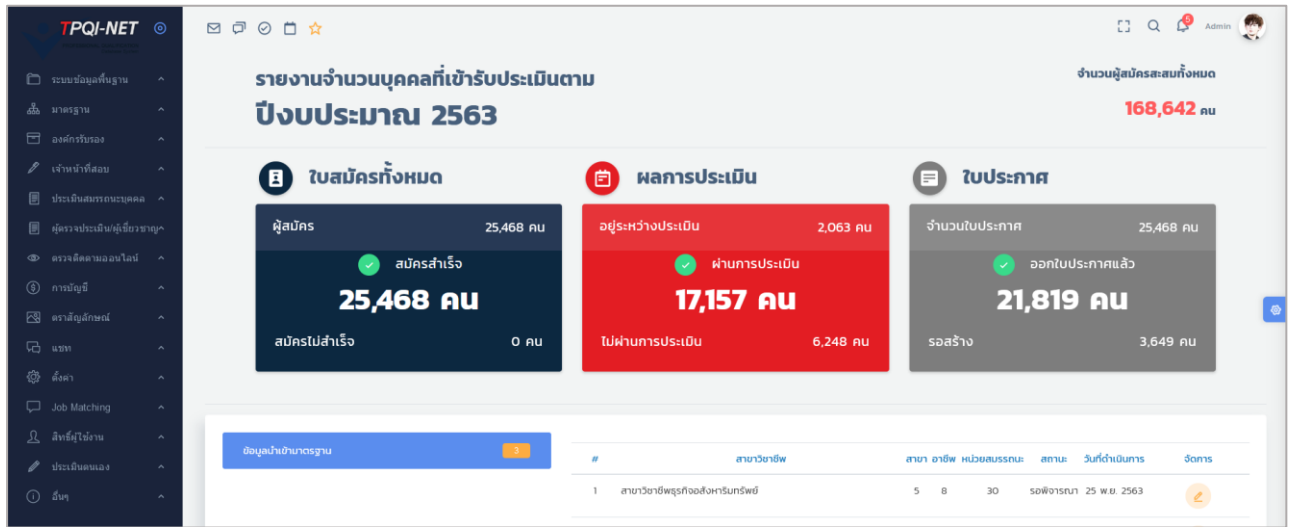 TPQI-NET
5
Admin
ระบบข้อมูลพื้นฐาน
มาตรฐาน
องค์กรรับรอง
เจ้าหน้าที่สอบ
ประเมินสมรรถนะบุคคล
ผู้ตรวจประเมิน/ผู้เชี่ยวชาญ
ตรวจติดตามออนไลน์
การบัญชี
ตราสัญลักษณ์
แชท
ตั้งค่า
Job Matching
สิทธิ์ผู้ใช้งาน
ประเมินตนเอง
อื่นๆ
รายงานจำนวนบุคคลที่เข้ารับประเมินตาม
ปีงบประมาณ 2563
จำนวนผู้สมัครสะสมทั้งหมด
168,642 คน
ใบสมัครทั้งหมด
ผู้สมัคร 25,468 คน
สมัครสำเร็จ
25,468 คน
สมัครไม่สำเร็จ 0 คน
ผลการประเมิน
อยู่ระหว่างประเมิน 2,063 คน
ผ่านการประเมิน
17,157 คน
ไม่ผ่านการประเมิน 6,248 คน
ใบประกาศ
จำนวนใบประกาศ 25,468 คน
ออกใบประกาศแล้ว
21,819 คน
รอสร้าง 3,649 คน
ข้อมูลนำเข้ามาตรฐาน 3
# สาขาวิชาชีพ สาขา อาชีพ หน่วยสมรรถนะ สถานะ วันที่ดำเนินการ จัดการ
1 สาขาวิชาชีพธุรกิจอสังหาริมทรัพย์ 5 8 30 รอพิจารณา 25 พ.ย. 2563